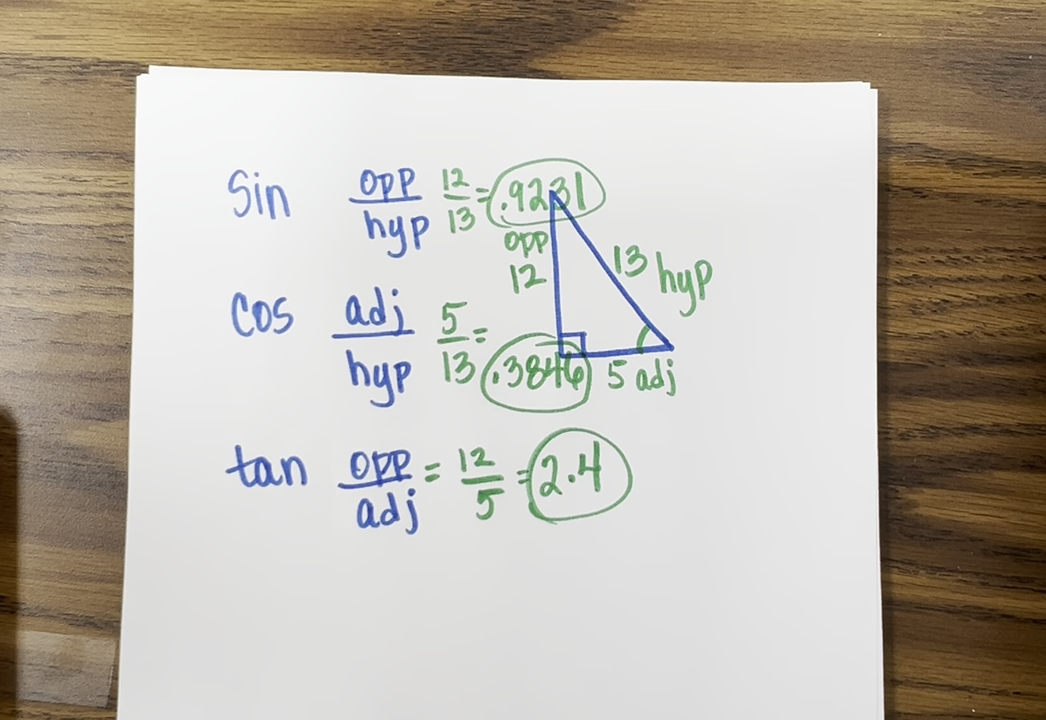 Sin opp/hyp 12/13 = .9231
opp
12
13 hyp
cos adj/hyp 5/13 = .3846
5 adj
tan opp/adj = 12/5 = 2.4